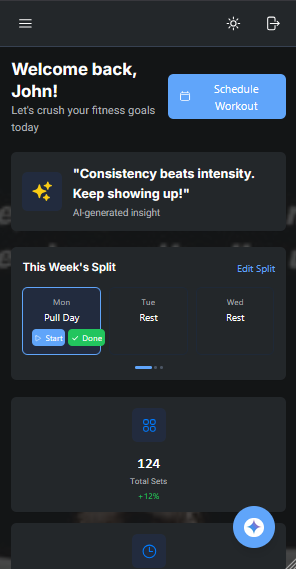 Welcome back,
John!
Let's crush your fitness goals
today
Schedule
Workout
"Consistency beats intensity.
Keep showing up!"
AI-generated insight
This Week's Split
Edit Split
Mon
Pull Day
Start
Done
Tue
Rest
Wed
Rest
124
Total Sets
+12%